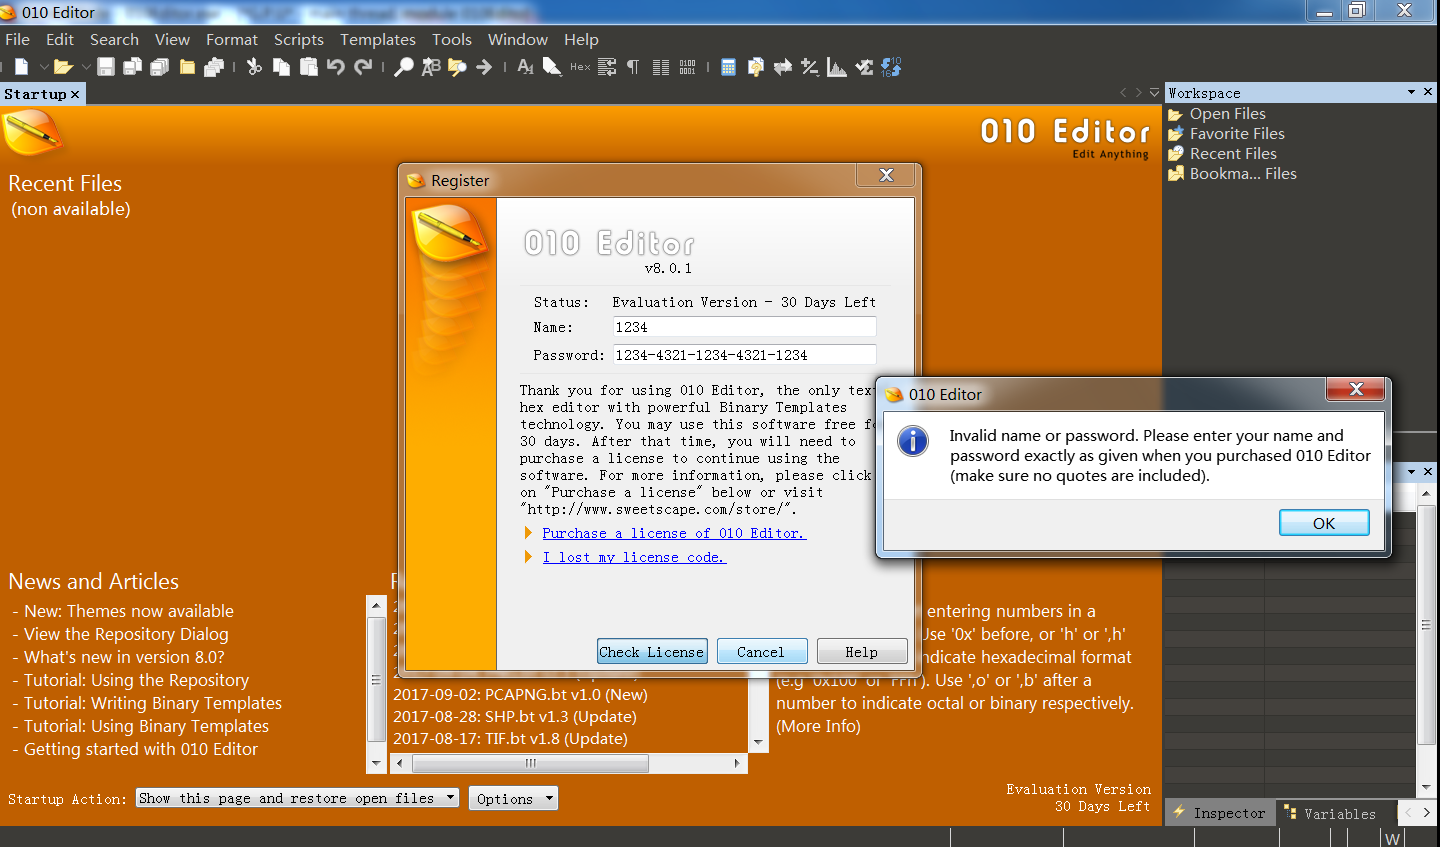 010 Editor
File Edit Search View Format Scripts Templates Tools Window Help
Hex
Startup
Workspace
Open Files
Favorite Files
Recent Files
Bookma... Files
010 Editor
Edit Anything
Recent Files
(non available)
Register
010 Editor
v8.0.1
Status: Evaluation Version - 30 Days Left
Name: 1234
Password: 1234-4321-1234-4321-1234
Thank you for using 010 Editor, the only text
hex editor with powerful Binary Templates
technology. You may use this software free
30 days. After that time, you will need to
purchase a license to continue using the
software. For more information, please click
on "Purchase a license" below or visit
"http://www.sweetscape.com/store/".
Purchase a license of 010 Editor.
I lost my license code.
Check License Cancel Help
010 Editor
Invalid name or password. Please enter your name and
password exactly as given when you purchased 010 Editor
(make sure no quotes are included).
OK
News and Articles
- New: Themes now available
- View the Repository Dialog
- What's new in version 8.0?
- Tutorial: Using the Repository
- Tutorial: Writing Binary Templates
- Tutorial: Using Binary Templates
- Getting started with 010 Editor
2017-09-02: PCAPNG.bt v1.0 (New)
2017-08-28: SHP.bt v1.3 (Update)
2017-08-17: TIF.bt v1.8 (Update)
entering numbers in a
Use '0x' before, or 'h' or ',h'
indicate hexadecimal format
(e.g '0x100' or 'FFh'). Use ',o' or ',b' after a
number to indicate octal or binary respectively.
(More Info)
Startup Action: Show this page and restore open files Options
Evaluation Version
30 Days Left
Inspector Variables
W